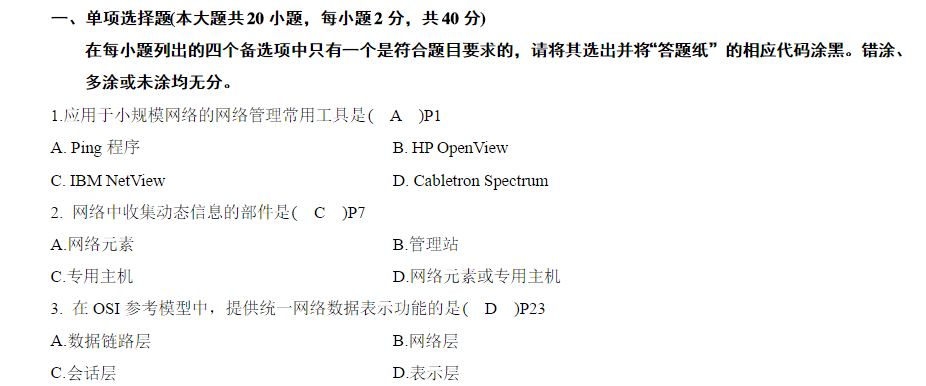 一、单项选择题(本大题共 20 小题，每小题 2 分，共 40 分)
在每小题列出的四个备选项中只有一个是符合题目要求的，请将其选出并将“答题纸”的相应代码涂黑。错涂、
多涂或未涂均无分。
1.应用于小规模网络的网络管理常用工具是( A )P1
A. Ping 程序 B. HP OpenView
C. IBM NetView D. Cabletron Spectrum
2. 网络中收集动态信息的部件是( C )P7
A.网络元素 B.管理站
C.专用主机 D.网络元素或专用主机
3. 在 OSI 参考模型中，提供统一网络数据表示功能的是( D )P23
A.数据链路层 B.网络层
C.会话层 D.表示层